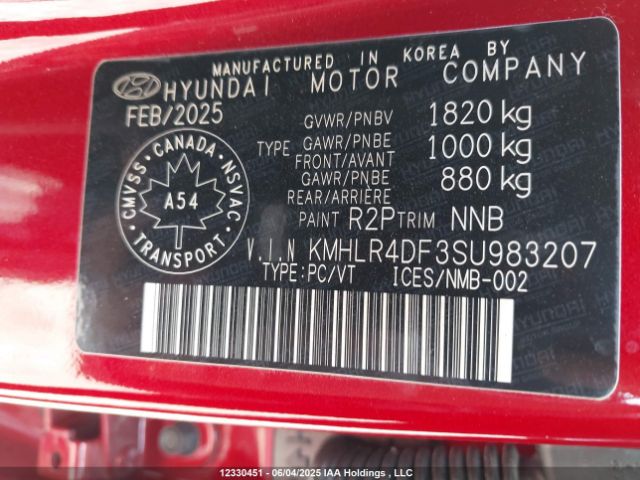 MANUFACTURED IN KOREA BY
HYUNDAI MOTOR COMPANY
FEB/2025
GVWR/PNBV 1820 kg
TYPE GAWR/PNBE 1000 kg
FRONT/AVANT
GAWR/PNBE 880 kg
REAR/ARRIÈRE
CMVSS • CANADA • NSVAC
A54
TRANSPORT
PAINT R2P TRIM NNB
V.I.N KMHLR4DF3SU983207
TYPE:PC/VT ICES/NMB-002
12330451 - 06/04/2025 IAA Holdings , LLC